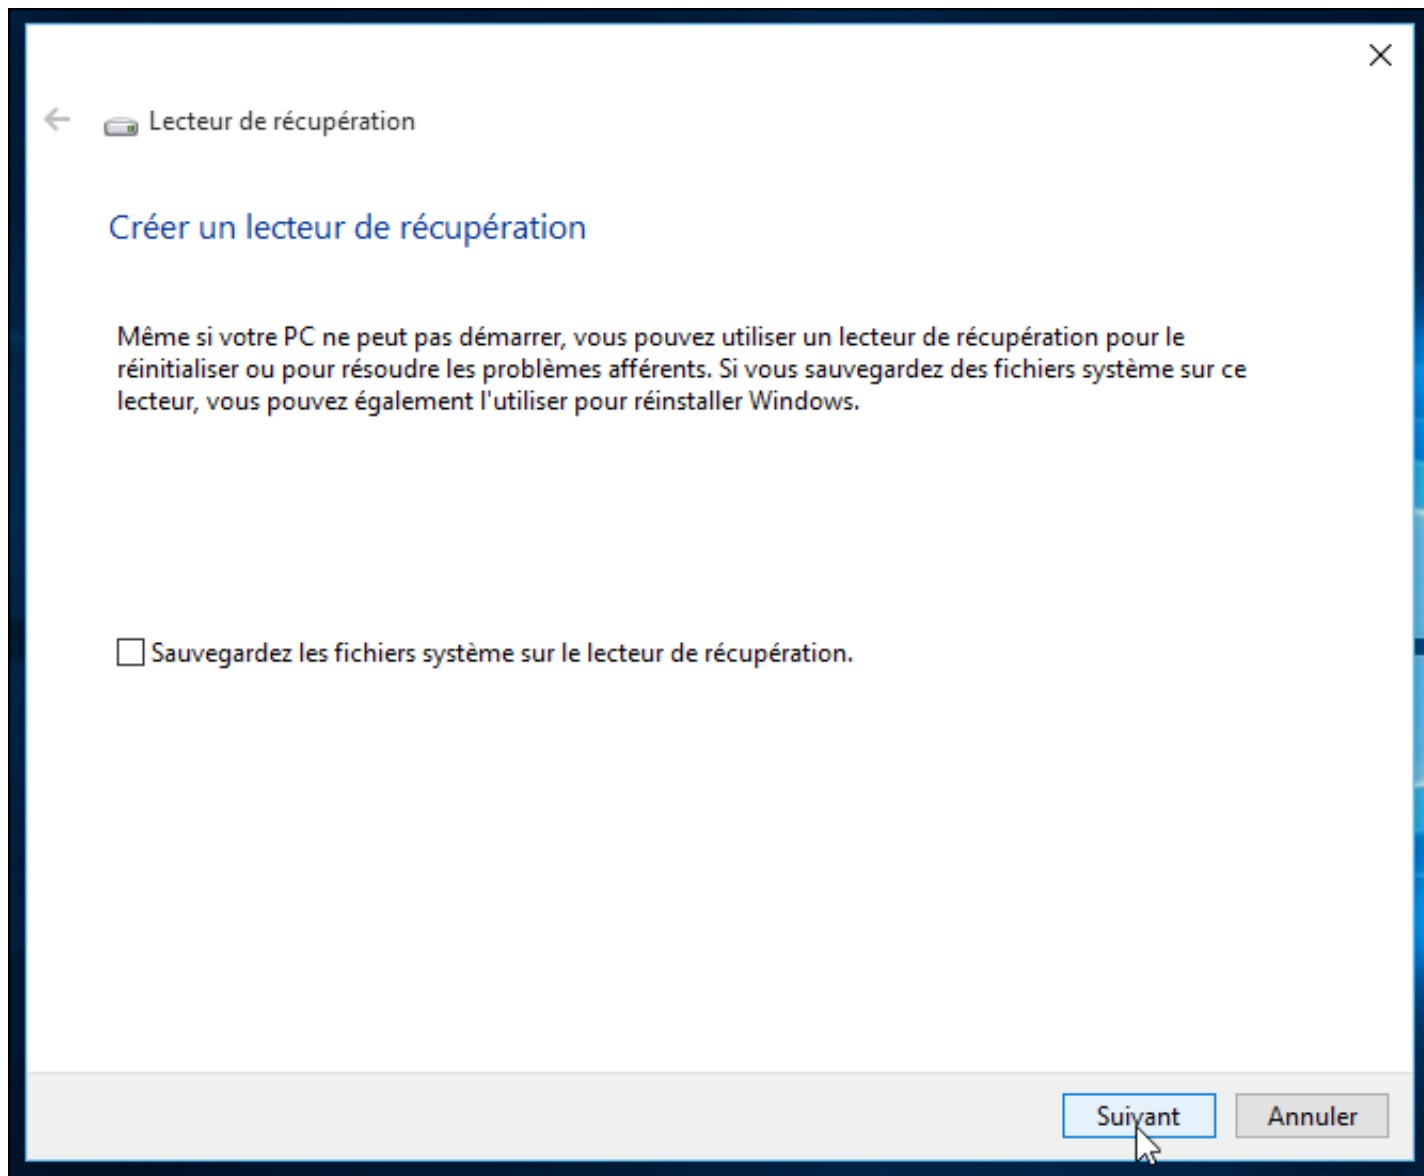 Lecteur de récupération
Créer un lecteur de récupération
Même si votre PC ne peut pas démarrer, vous pouvez utiliser un lecteur de récupération pour le
réinitialiser ou pour résoudre les problèmes afférents. Si vous sauvegardez des fichiers système sur ce
lecteur, vous pouvez également l'utiliser pour réinstaller Windows.
Sauvegardez les fichiers système sur le lecteur de récupération.
Suivant Annuler